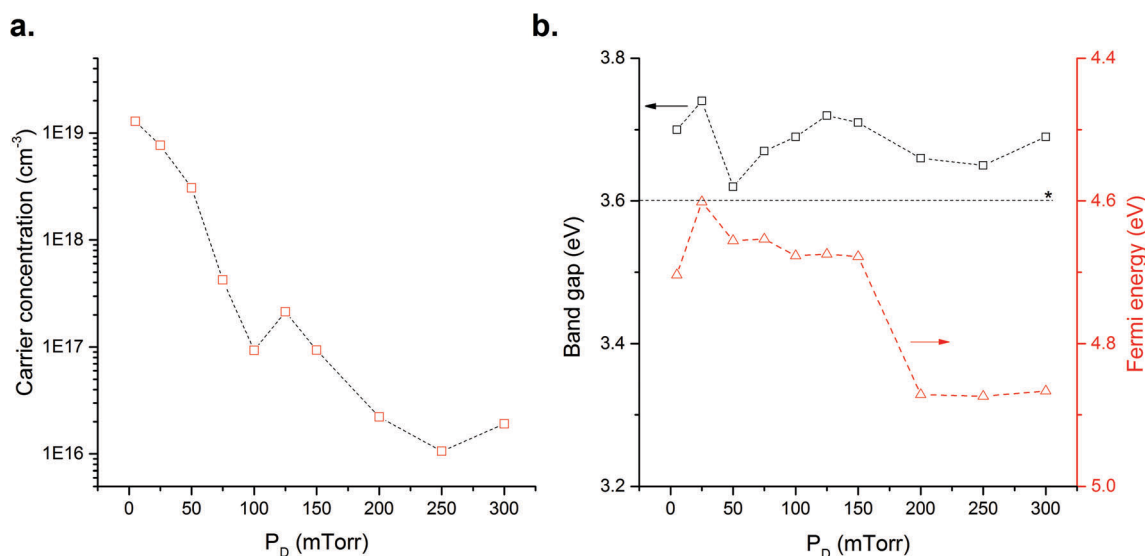 a.
Carrier concentration (cm-3)
1E19
1E18
1E17
1E16
0 50 100 150 200 250 300
PD (mTorr)
b.
Band gap (eV)
3.8
3.6
3.4
3.2
*
4.4
4.6
4.8
5.0
Fermi energy (eV)
0 50 100 150 200 250 300
PD (mTorr)